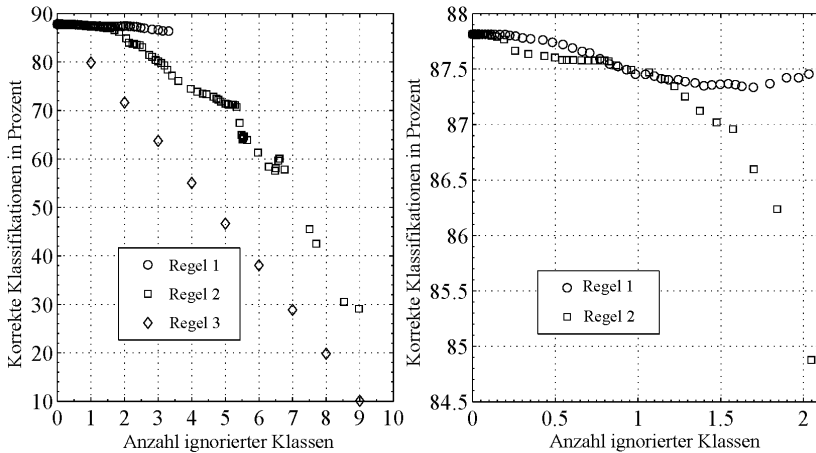 Korrekte Klassifikationen in Prozent
90
80
70
60
50
40
30
20
10
0 1 2 3 4 5 6 7 8 9 10
Anzahl ignorierter Klassen
Regel 1
Regel 2
Regel 3
Korrekte Klassifikationen in Prozent
88
87.5
87
86.5
86
85.5
85
84.5
0 0.5 1 1.5 2
Anzahl ignorierter Klassen
Regel 1
Regel 2